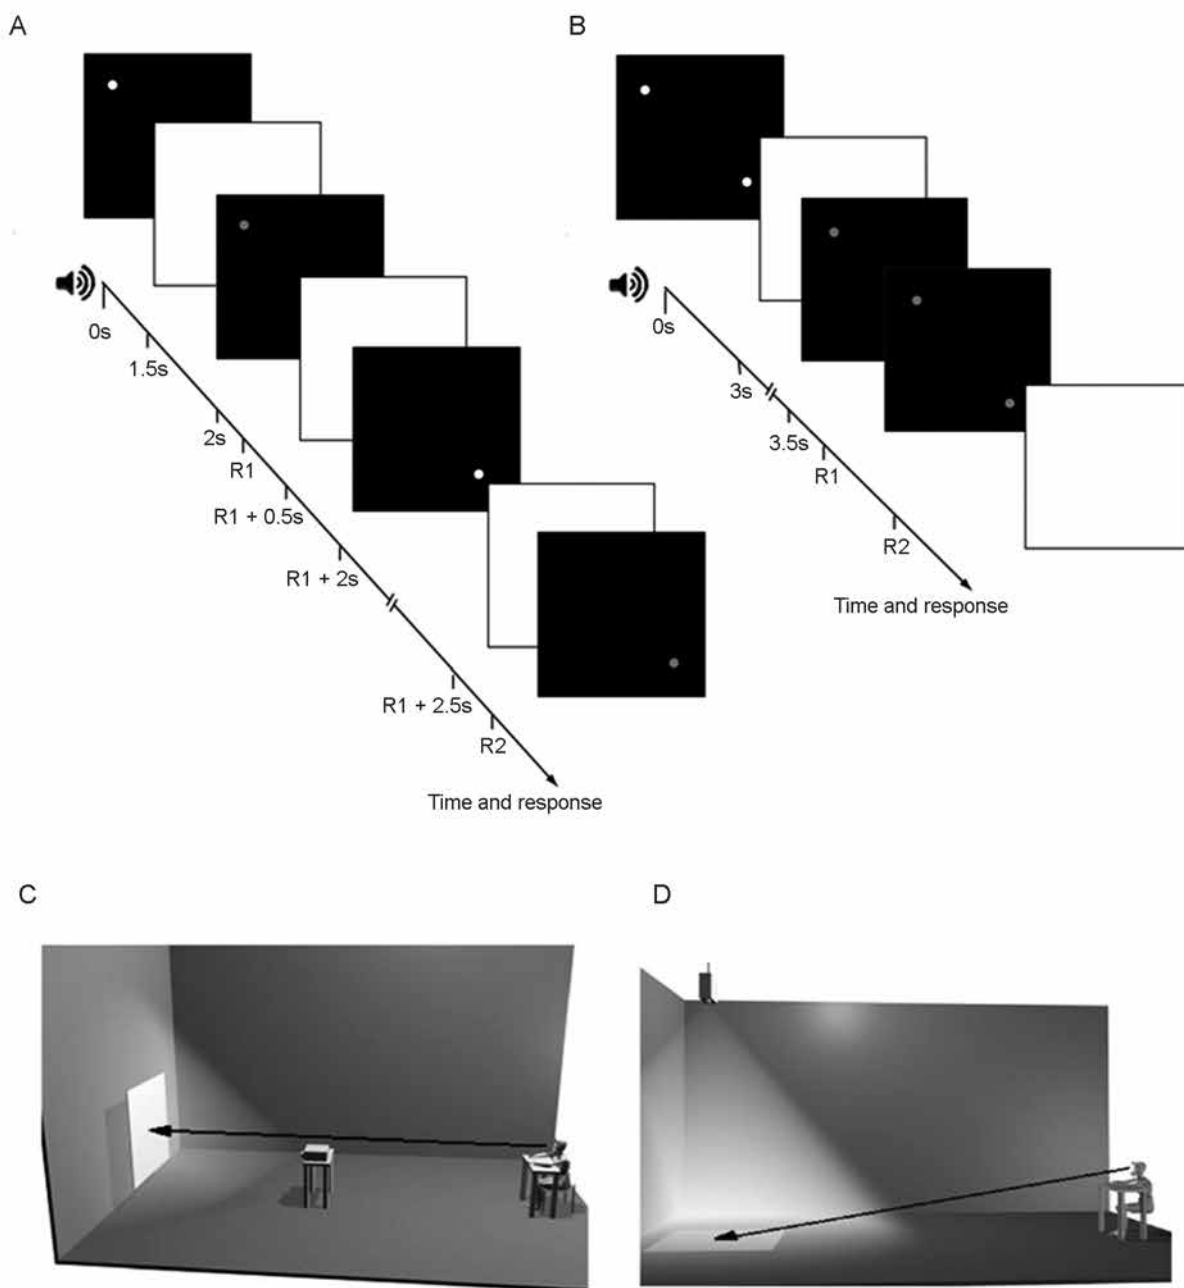 A
0s
1.5s
2s
R1
R1 + 0.5s
R1 + 2s
R1 + 2.5s
R2
Time and response
B
0s
3s
3.5s
R1
R2
Time and response
C
D